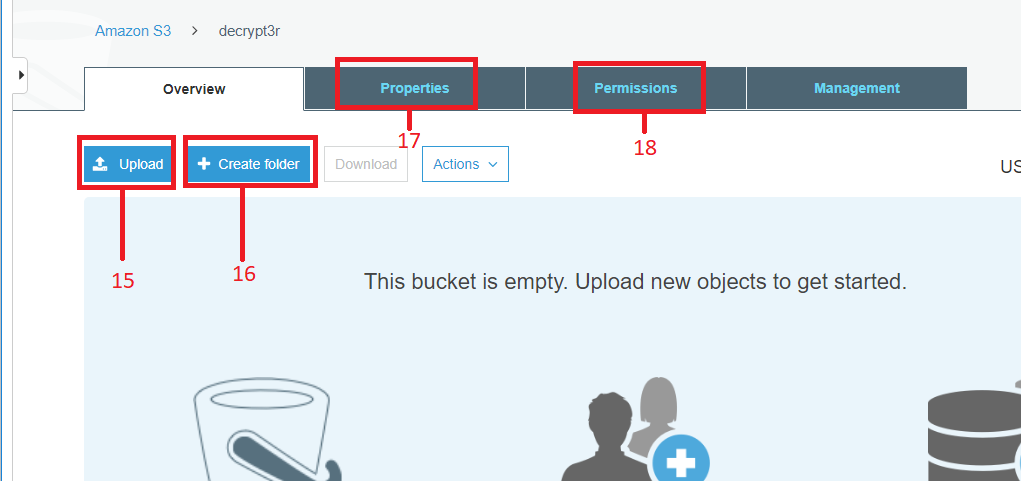 Amazon S3 > decrypt3r
Overview Properties Permissions Management
17 18
Upload Create folder Download Actions
US
15 16
This bucket is empty. Upload new objects to get started.